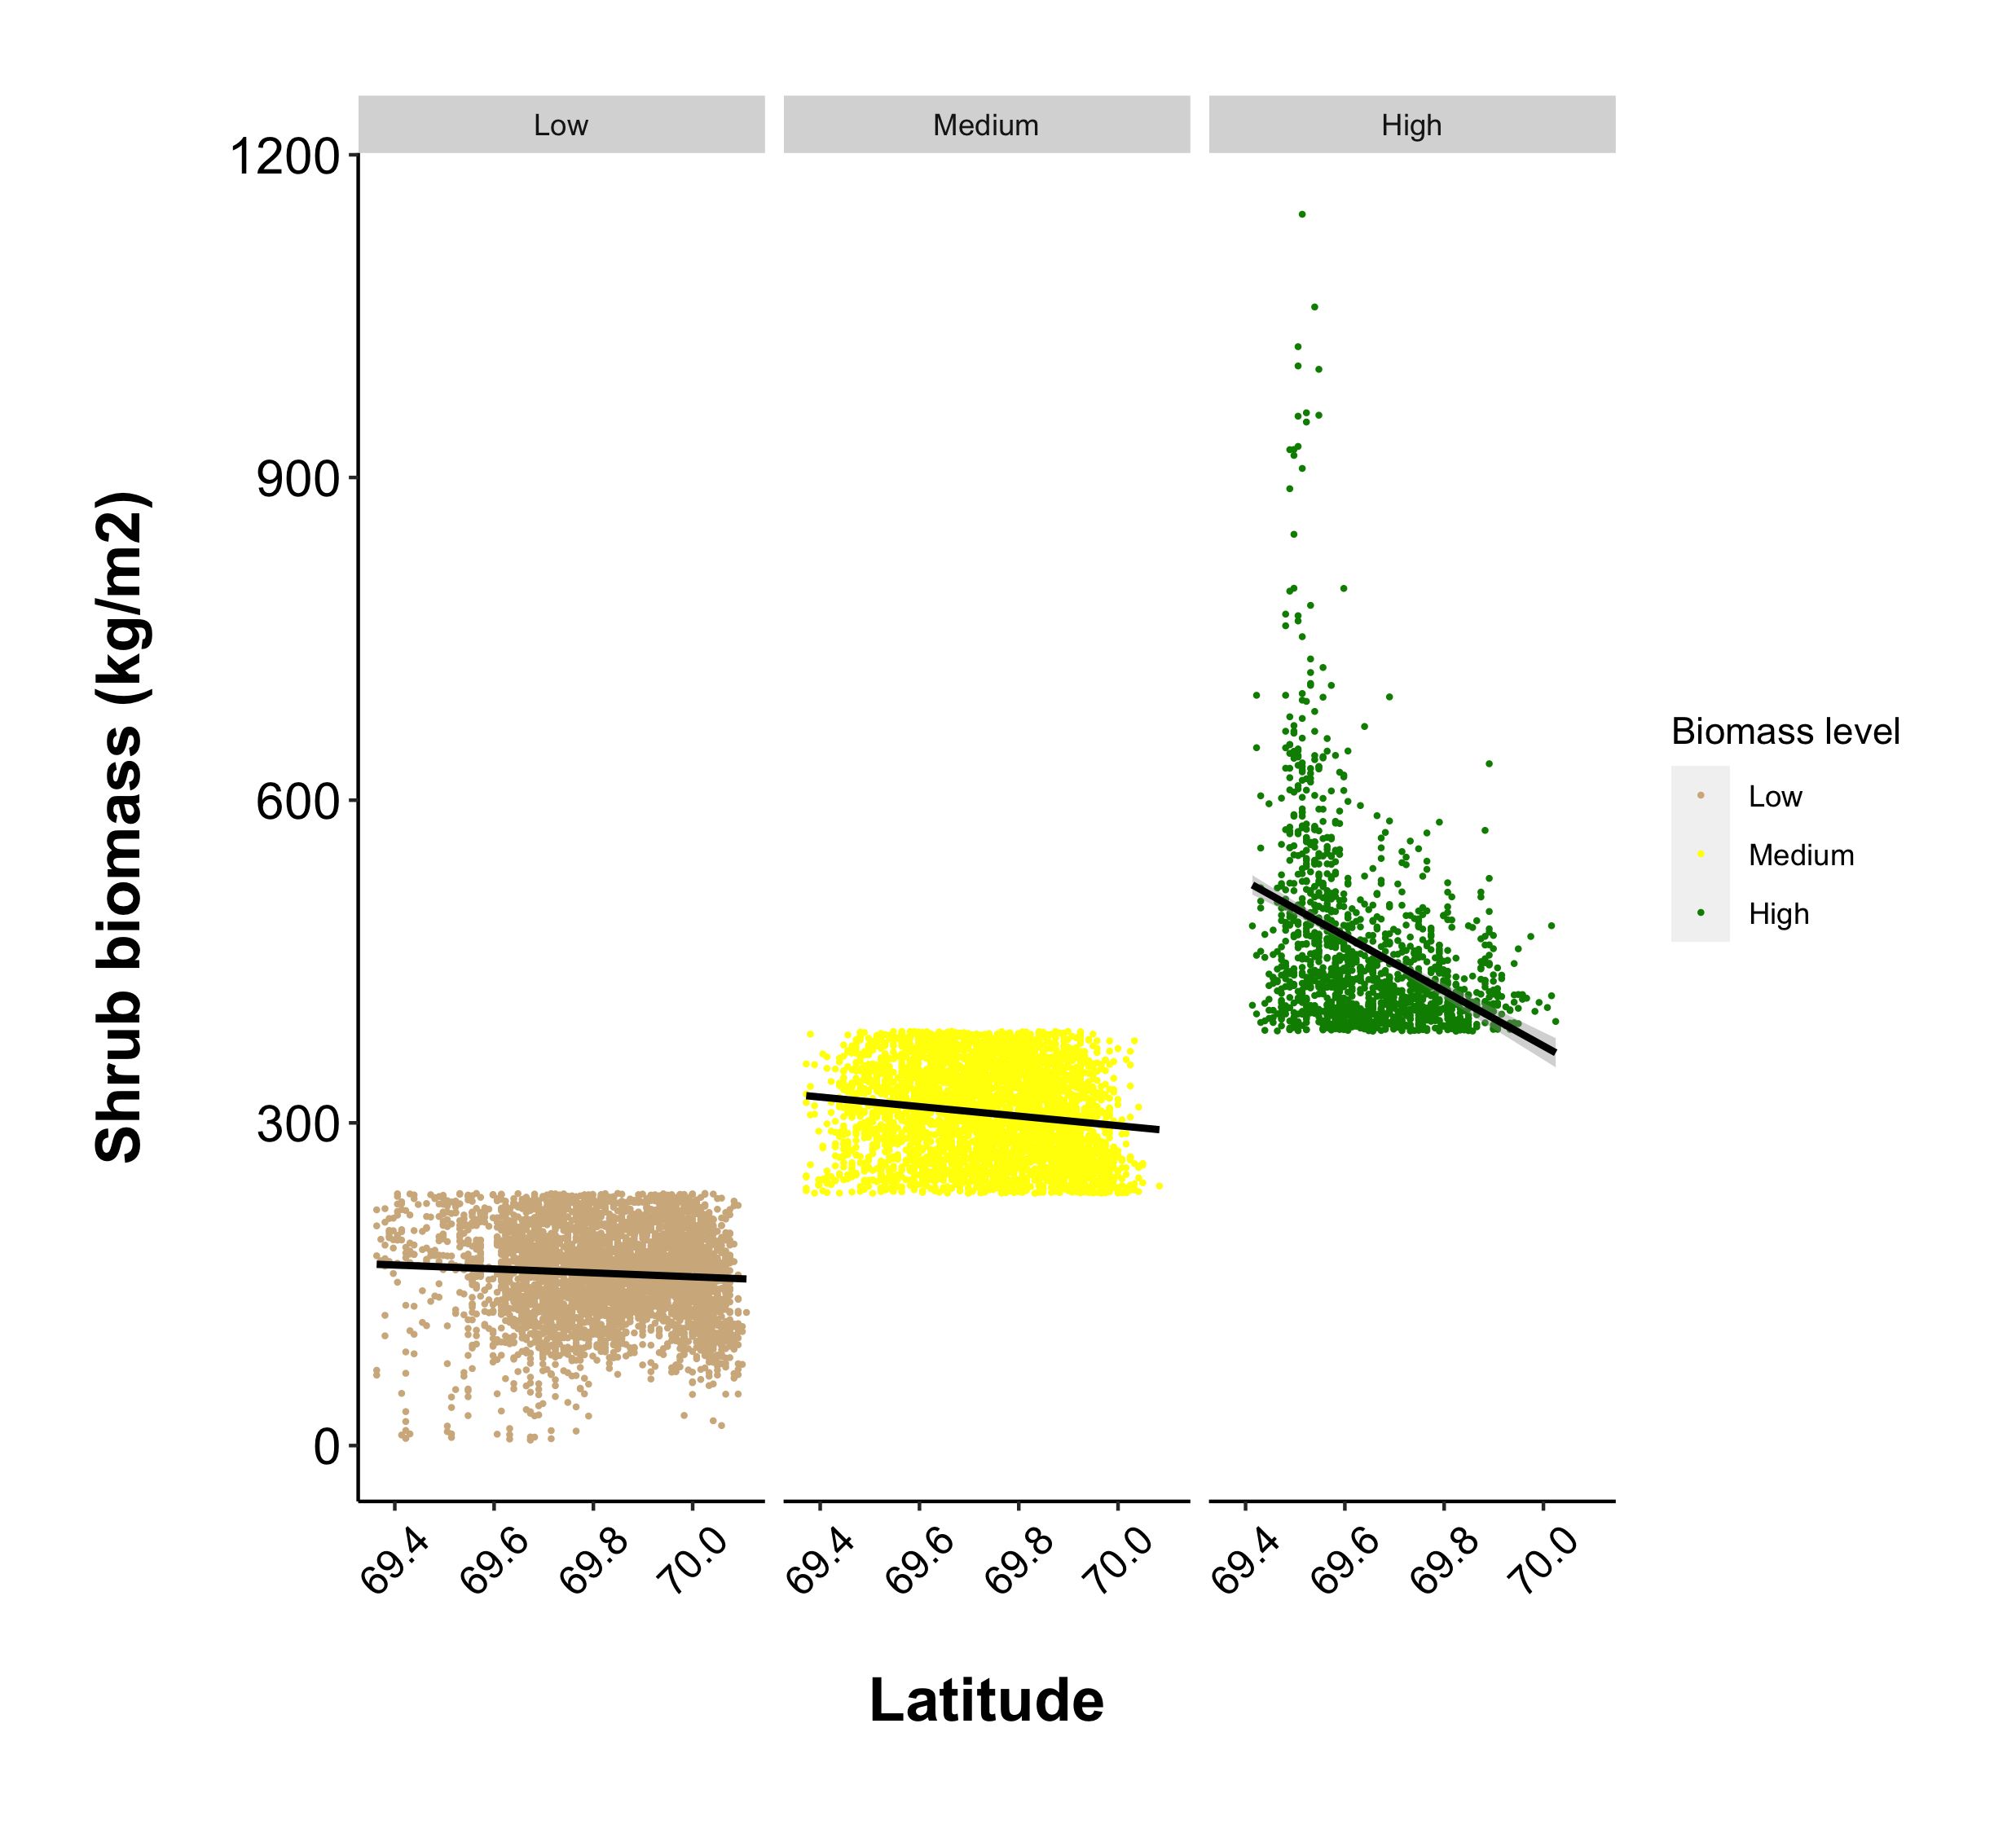 Low Medium High
1200
900
600
300
0
Shrub biomass (kg/m2)
69.4 69.6 69.8 70.0 69.4 69.6 69.8 70.0 69.4 69.6 69.8 70.0
Latitude
Biomass level
Low
Medium
High